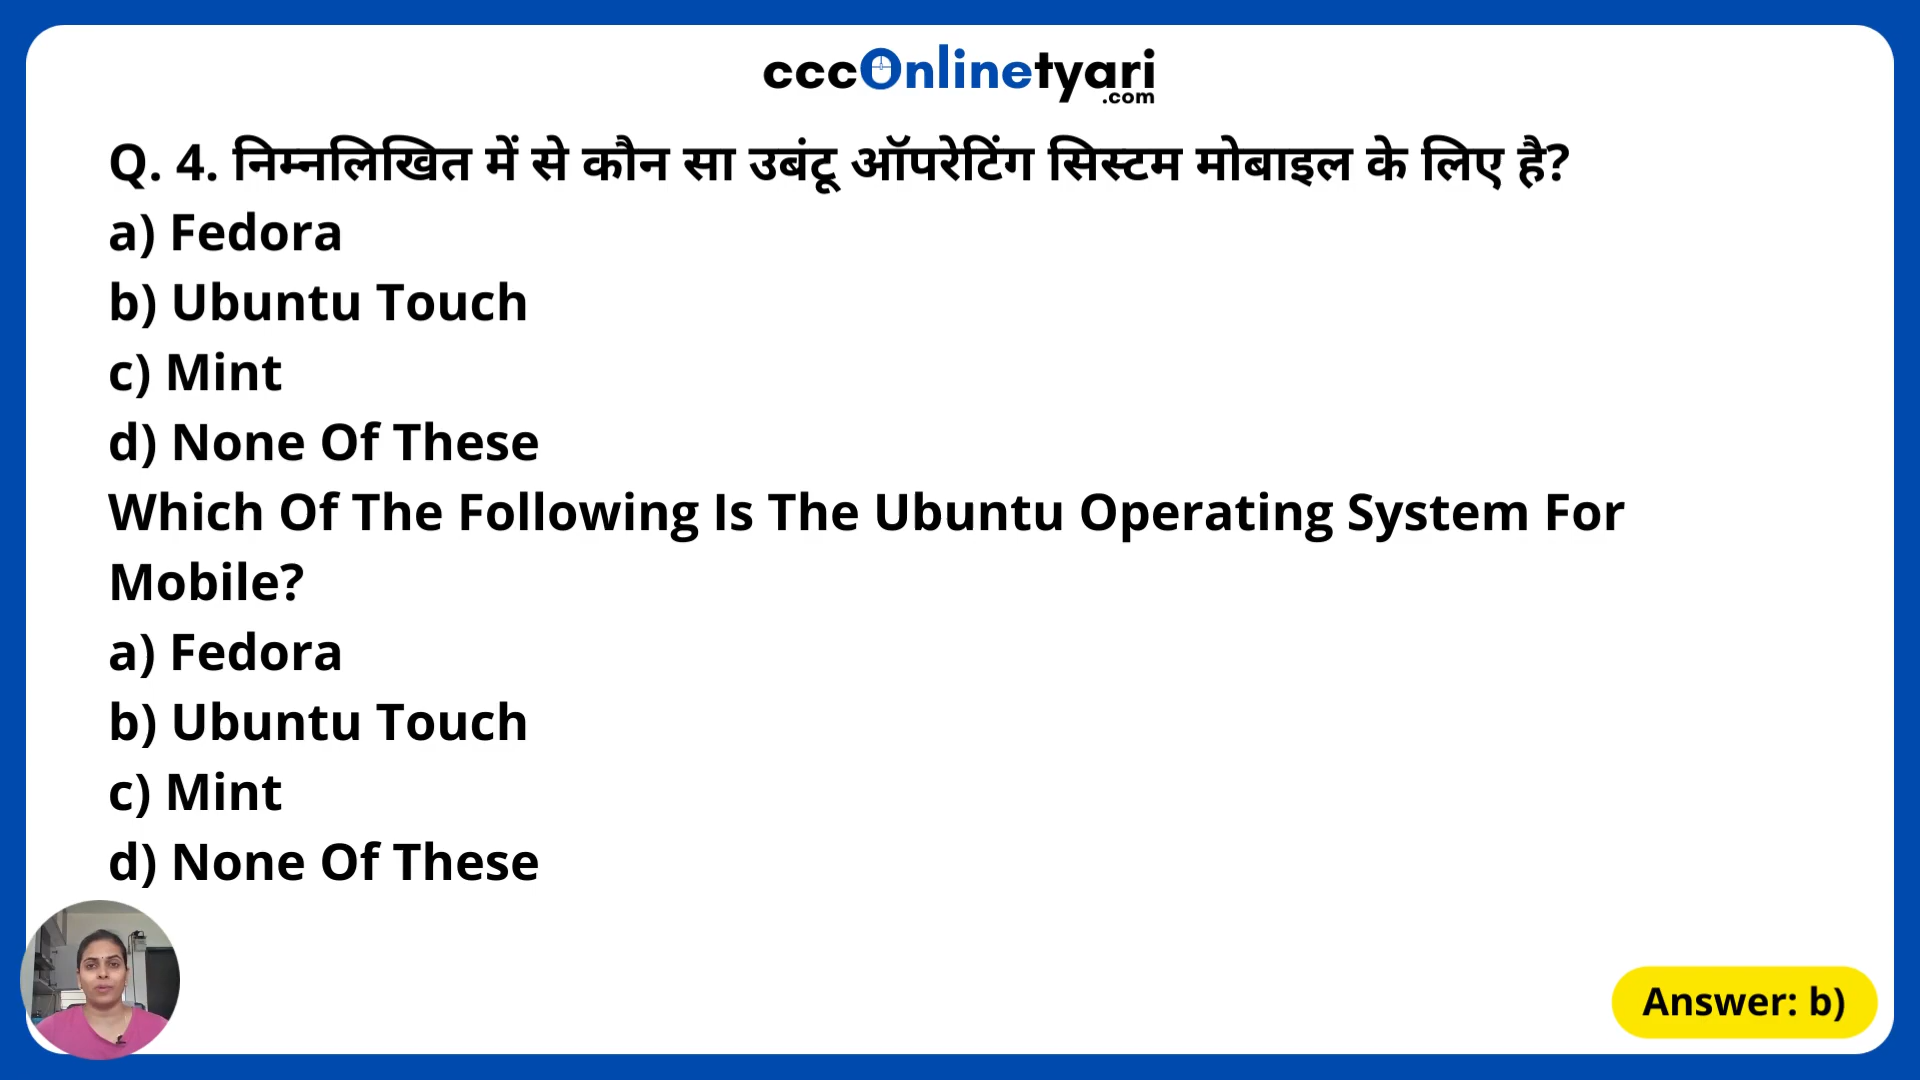 cccOnlinetyari
.com
Q. 4. निम्नलिखित में से कौन सा उबंटू ऑपरेटिंग सिस्टम मोबाइल के लिए है?
a) Fedora
b) Ubuntu Touch
c) Mint
d) None Of These
Which Of The Following Is The Ubuntu Operating System For
Mobile?
a) Fedora
b) Ubuntu Touch
c) Mint
d) None Of These
Answer: b)